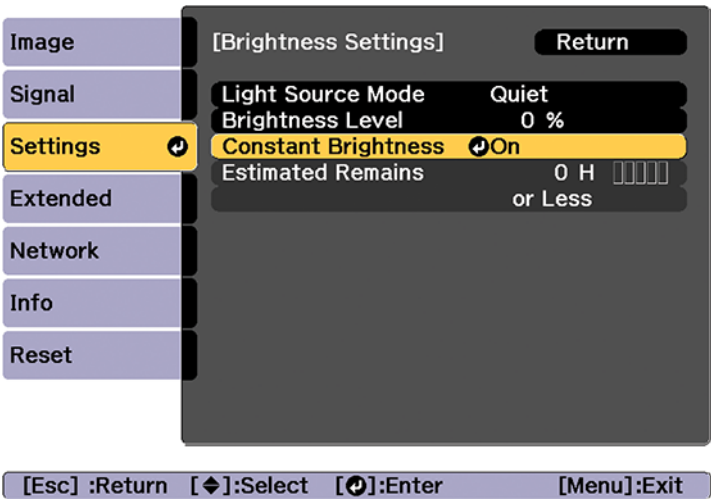 Image
Signal
Settings
Extended
Network
Info
Reset
[Brightness Settings] Return
Light Source Mode Quiet
Brightness Level 0 %
Constant Brightness On
Estimated Remains 0 H
or Less
[Esc] :Return [◆]:Select [↵]:Enter [Menu]:Exit